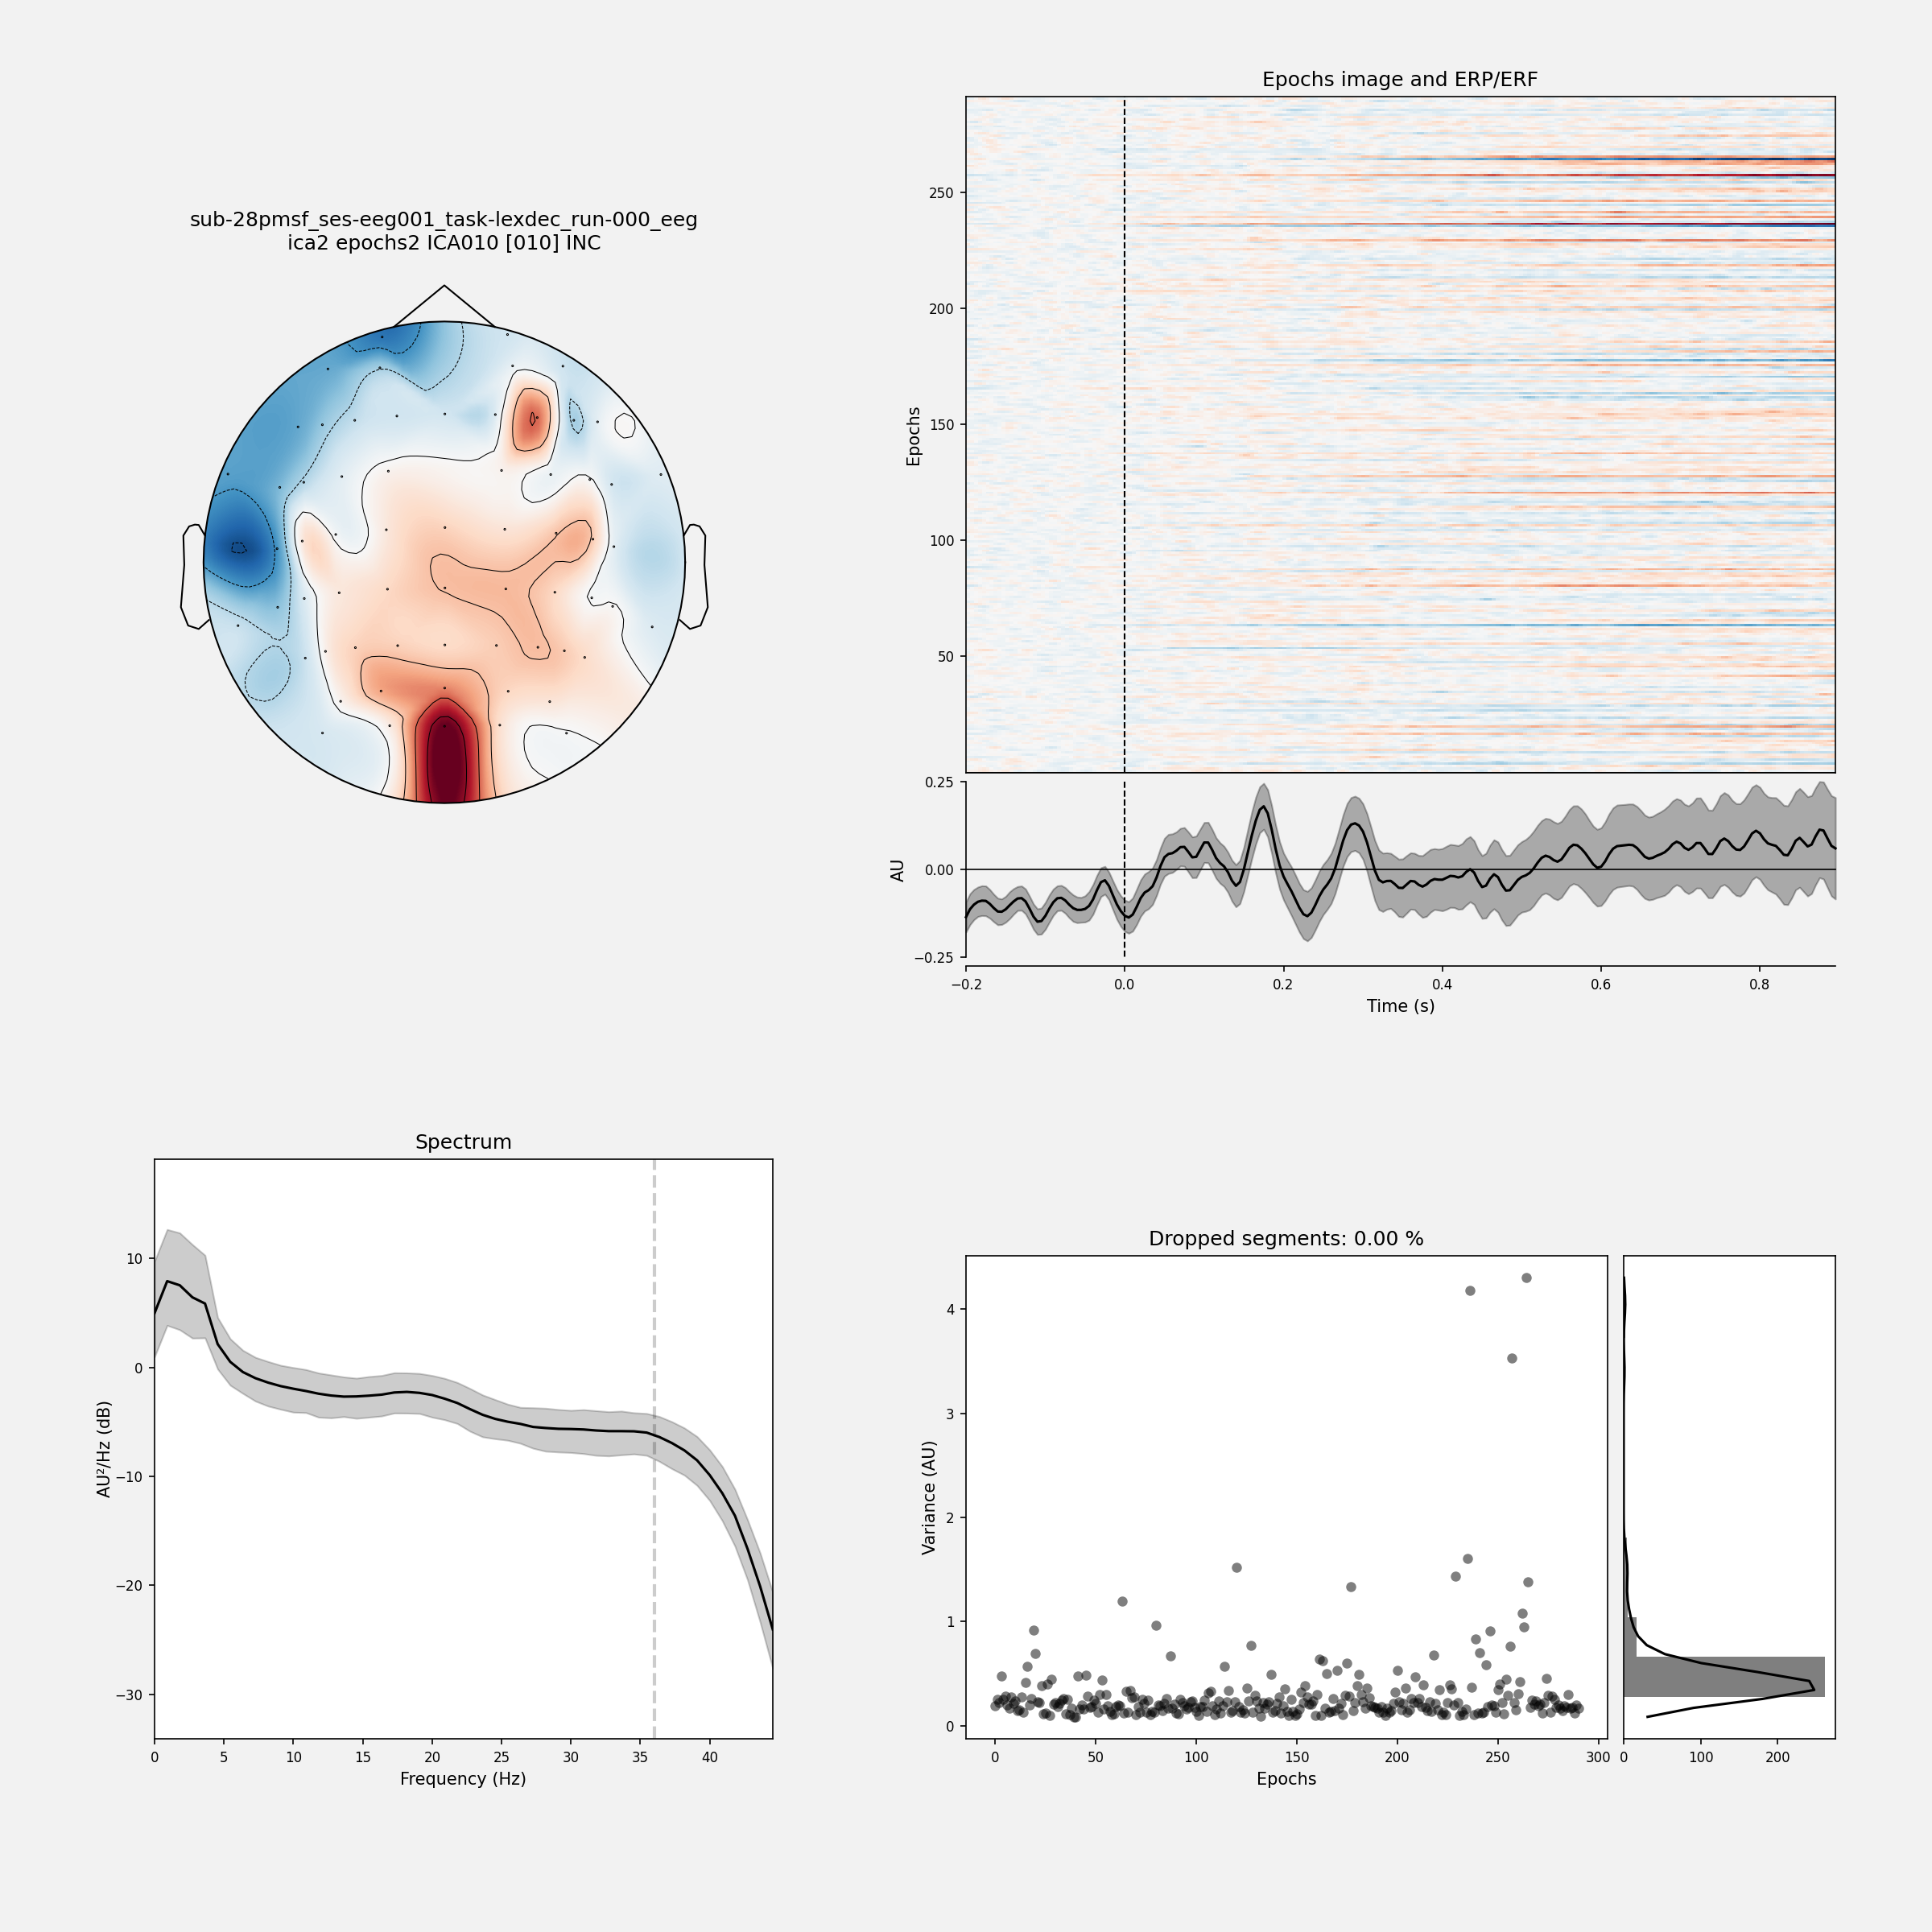 sub-28pmsf_ses-eeg001_task-lexdec_run-000_eeg
ica2 epochs2 ICA010 [010] INC
Epochs image and ERP/ERF
250
200
150
100
50
Epochs
0.25
0.00
−0.25
AU
−0.2 0.0 0.2 0.4 0.6 0.8
Time (s)
Spectrum
10
0
−10
−20
−30
AU²/Hz (dB)
0 5 10 15 20 25 30 35 40
Frequency (Hz)
Dropped segments: 0.00 %
4
3
2
1
0
Variance (AU)
0 50 100 150 200 250 300
Epochs
0 100 200